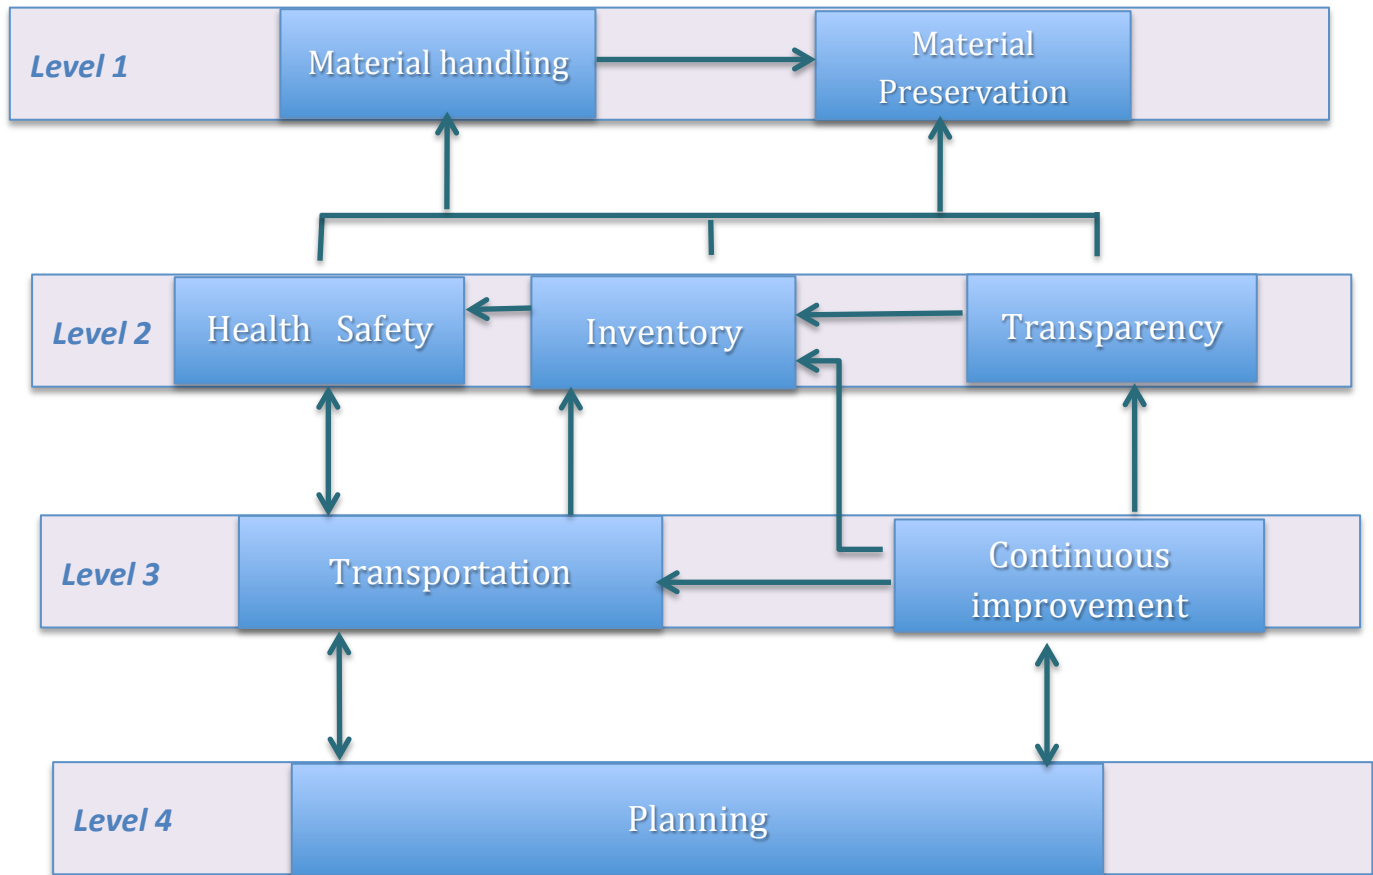 Level 1
Material handling
Material
Preservation
Level 2
Health Safety
Inventory
Transparency
Level 3
Transportation
Continuous
improvement
Level 4
Planning